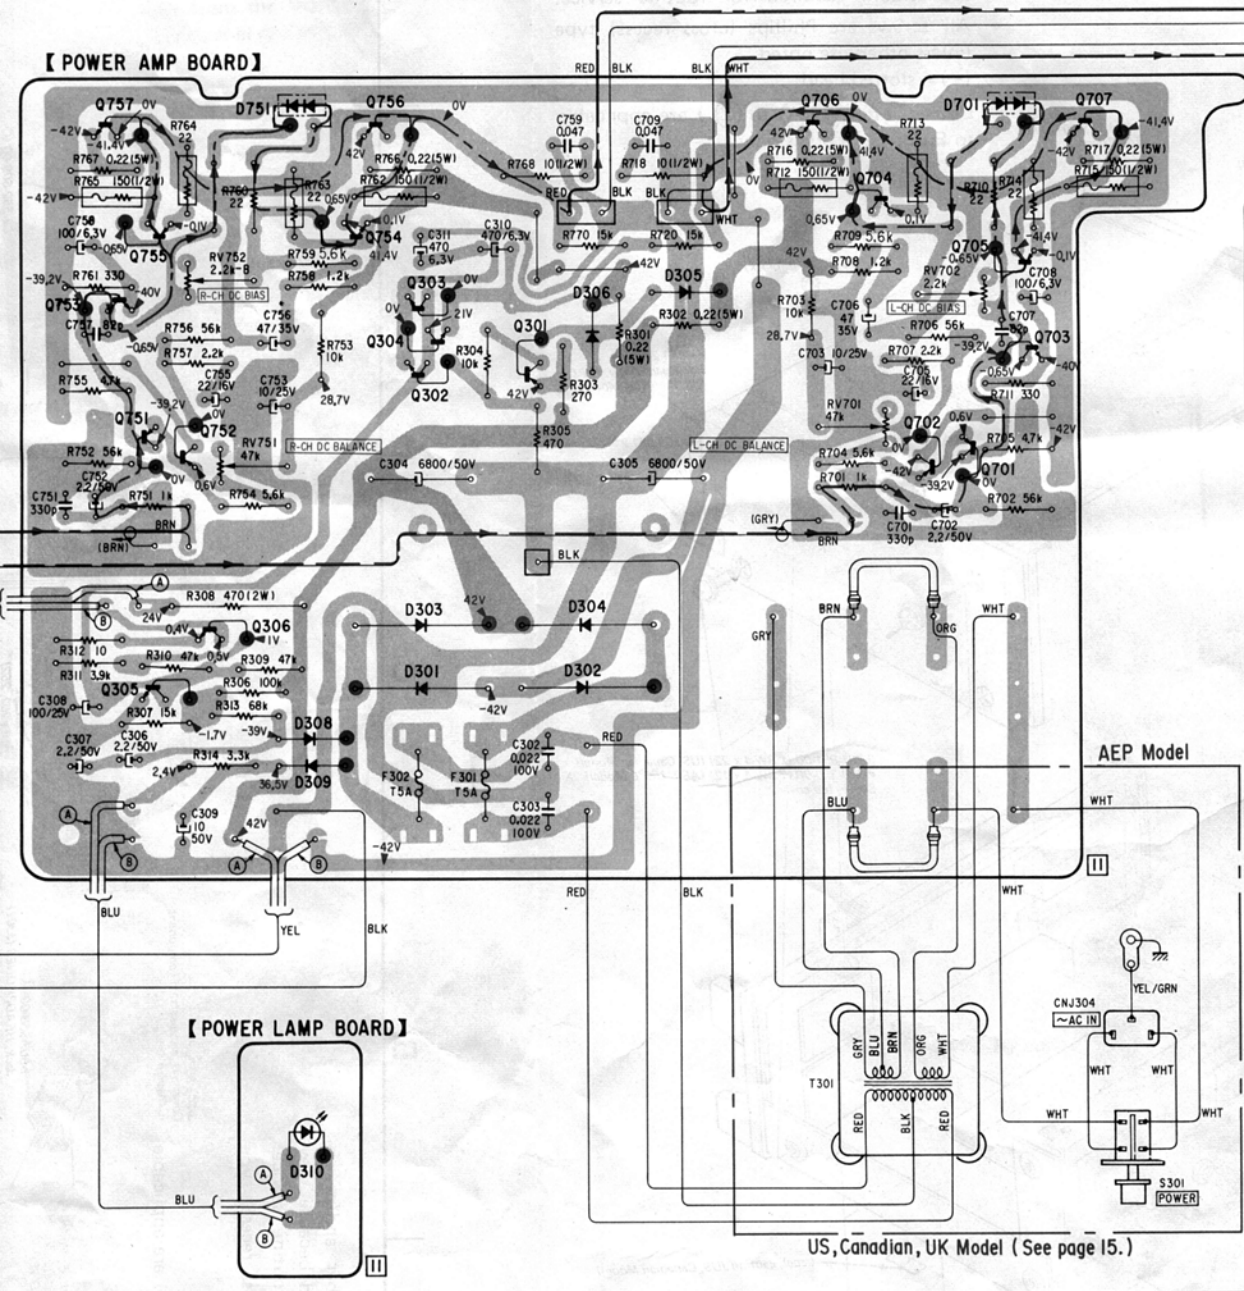 【POWER AMP BOARD】
RED BLK BLK WHT
Q757 0V D751 Q756 0V Q706 0V D701 Q707
-42V R764 22 C759 0,047 C709 0,047 R713 22
-41,4V 42V 42V 41,4V -42V -41,4V
R767 0,22(5W) R766 0,22(5W) R768 10(1/2W) R718 10(1/2W) R716 0,22(5W) R717 0,22(5W)
R765 150(1/2W) R760 22 R763 22 R762 150(1/2W) 0V R712 150(1/2W) Q704 R710 22 R714 22 R715 150(1/2W)
-42V 0,65V RED BLK BLK WHT 0,65V 0,1V
C758 100/6,3V -0,1V 0,1V
-0,65V Q755 Q754 41,4V C311 470 6,3V C310 470/6,3V R770 15k R720 15k R709 5,6k Q705 -0,65V -41,4V -0,1V
RV752 2.2k-B R759 5,6k 42V 42V R708 1,2k RV702 2,2k C708 100/6,3V
-39,2V R761 330 -40V R758 1,2k Q303 0V D306 D305
Q753 R-CH DC BIAS L-CH DC BIAS
C757 82p -0,65V C756 47/35V 0V 21V R703 10k C706 47 35V C707 82p
R756 56k R753 10k Q304 Q301 R301 0,22 (5W) R302 0,22(5W) 28,7V R706 56k -39,2V Q703
R757 2,2k R304 10k C703 10/25V R707 2,2k -40V
R755 4,7k C755 22/16V C753 10/25V 28,7V Q302 42V R303 270 C705 22/16V -0,65V R711 330
Q751 -39,2V 0V Q752 RV701 47k Q702 0,6V
RV751 47k R-CH DC BALANCE R305 470 L-CH DC BALANCE 0V R705 4,7k -42V
R752 56k C304 6800/50V C305 6800/50V R704 5,6k -42V Q701
C752 2,2/50V 0V 0,6V R701 1k -39,2V 0V
C751 330p R751 1k R754 5,6k C701 330p C702 2,2/50V R702 56k
BRN (BRN) (GRY) BRN
BLK
A B
R308 470(2W) D303 42V D304 BRN ORG WHT
24V
0,4V Q306 1V GRY
R312 10 0,5V
R310 47k R309 47k
R311 3,9k R306 100k D301 D302
Q305 -42V
C308 100/25V R307 15k R313 68k D308
-1,7V -39V
C307 2,2/50V C306 2,2/50V RED AEP Model
R314 3,3k C302 0,022 100V
2,4V 36,5V D309 F302 T5A F301 T5A
BLU WHT
C303 0,022 100V
A C309 10 50V 42V
B -42V
A B
11
RED BLK WHT
BLU YEL BLK
YEL/GRN
CNJ304
~AC IN
【POWER LAMP BOARD】
GRY BLU BRN ORG WHT
WHT WHT
T301
RED BLK RED
WHT WHT
D310
A
BLU
B
S301
POWER
11
US,Canadian,UK Model (See page 15.)